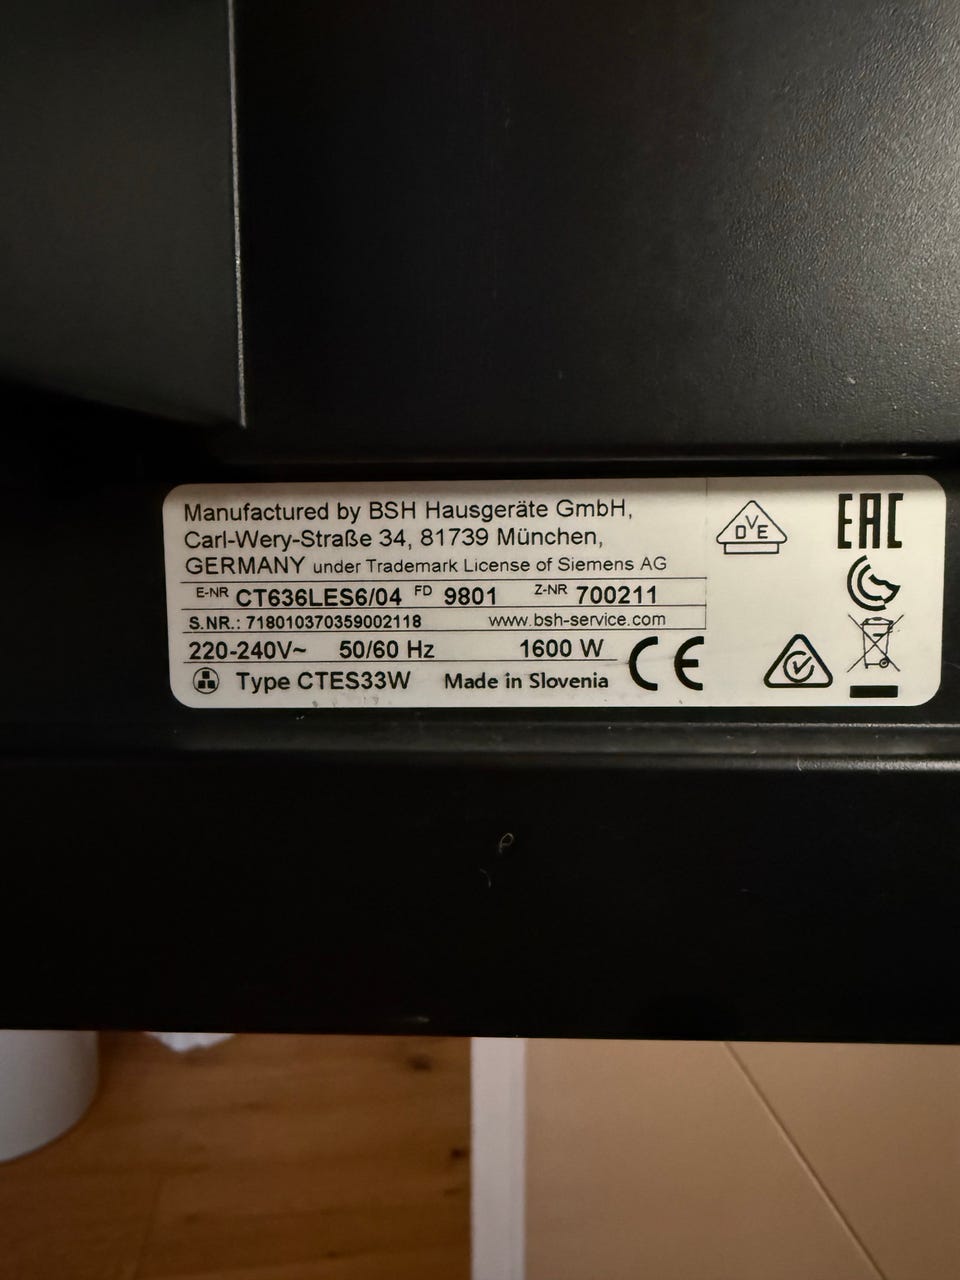 Manufactured by BSH Hausgeräte GmbH,
Carl-Wery-Straße 34, 81739 München,
GERMANY under Trademark License of Siemens AG
E-NR CT636LES6/04 FD 9801 Z-NR 700211
S.NR.: 718010370359002118 www.bsh-service.com
220-240V~ 50/60 Hz 1600 W
Type CTES33W Made in Slovenia
CE
DVE
EAC